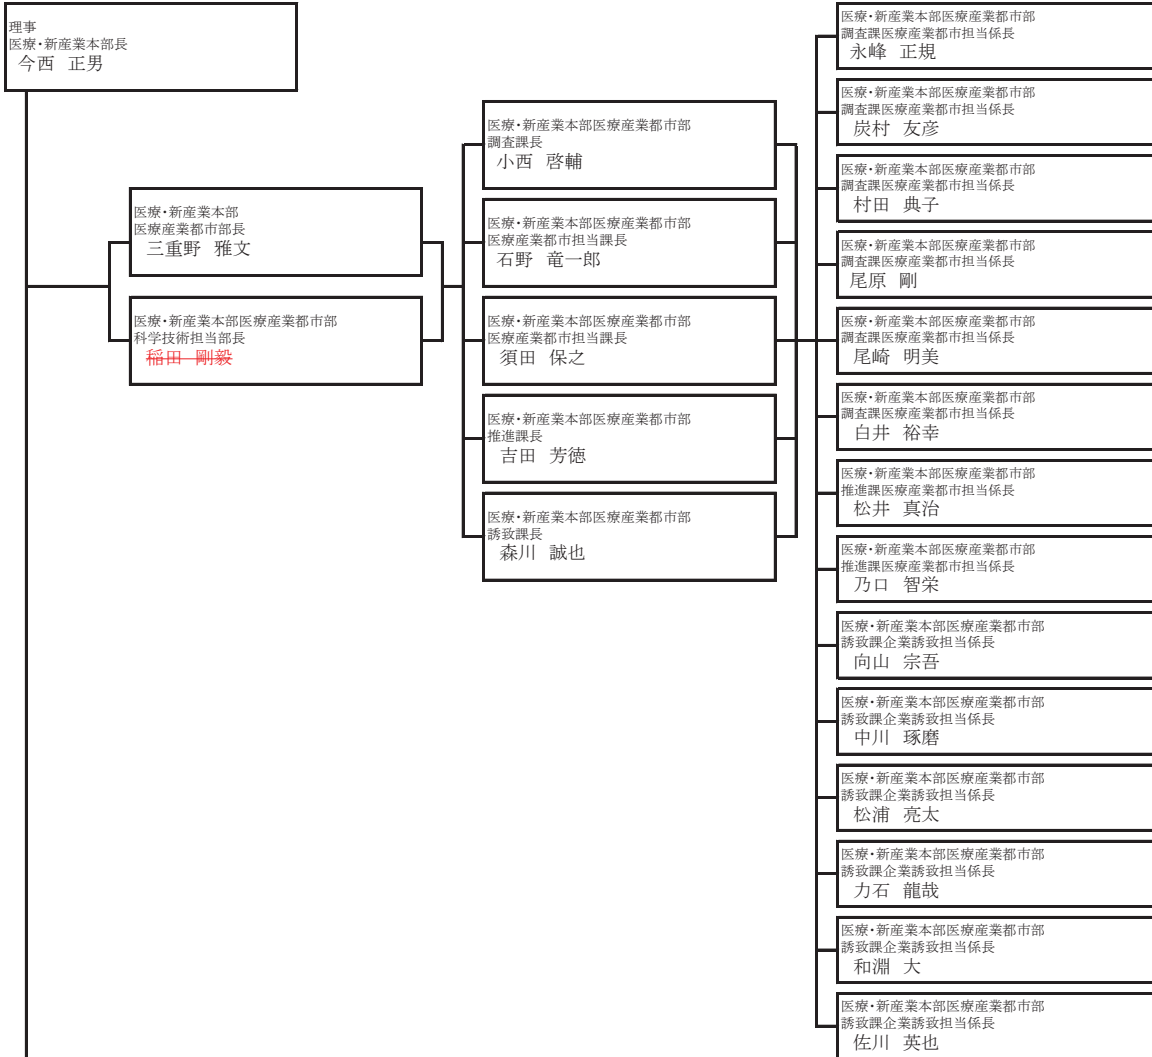 理事
医療・新産業本部長
今西 正男
医療・新産業本部
医療産業都市部長
三重野 雅文
医療・新産業本部医療産業都市部
科学技術担当部長
稲田 剛毅
医療・新産業本部医療産業都市部
調査課長
小西 啓輔
医療・新産業本部医療産業都市部
医療産業都市担当課長
石野 竜一郎
医療・新産業本部医療産業都市部
医療産業都市担当課長
須田 保之
医療・新産業本部医療産業都市部
推進課長
吉田 芳徳
医療・新産業本部医療産業都市部
誘致課長
森川 誠也
医療・新産業本部医療産業都市部
調査課医療産業都市担当係長
永峰 正規
医療・新産業本部医療産業都市部
調査課医療産業都市担当係長
炭村 友彦
医療・新産業本部医療産業都市部
調査課医療産業都市担当係長
村田 典子
医療・新産業本部医療産業都市部
調査課医療産業都市担当係長
尾原 剛
医療・新産業本部医療産業都市部
調査課医療産業都市担当係長
尾崎 明美
医療・新産業本部医療産業都市部
調査課医療産業都市担当係長
白井 裕幸
医療・新産業本部医療産業都市部
推進課医療産業都市担当係長
松井 真治
医療・新産業本部医療産業都市部
推進課医療産業都市担当係長
乃口 智栄
医療・新産業本部医療産業都市部
誘致課企業誘致担当係長
向山 宗吾
医療・新産業本部医療産業都市部
誘致課企業誘致担当係長
中川 琢磨
医療・新産業本部医療産業都市部
誘致課企業誘致担当係長
松浦 亮太
医療・新産業本部医療産業都市部
誘致課企業誘致担当係長
力石 龍哉
医療・新産業本部医療産業都市部
誘致課企業誘致担当係長
和淵 大
医療・新産業本部医療産業都市部
誘致課企業誘致担当係長
佐川 英也